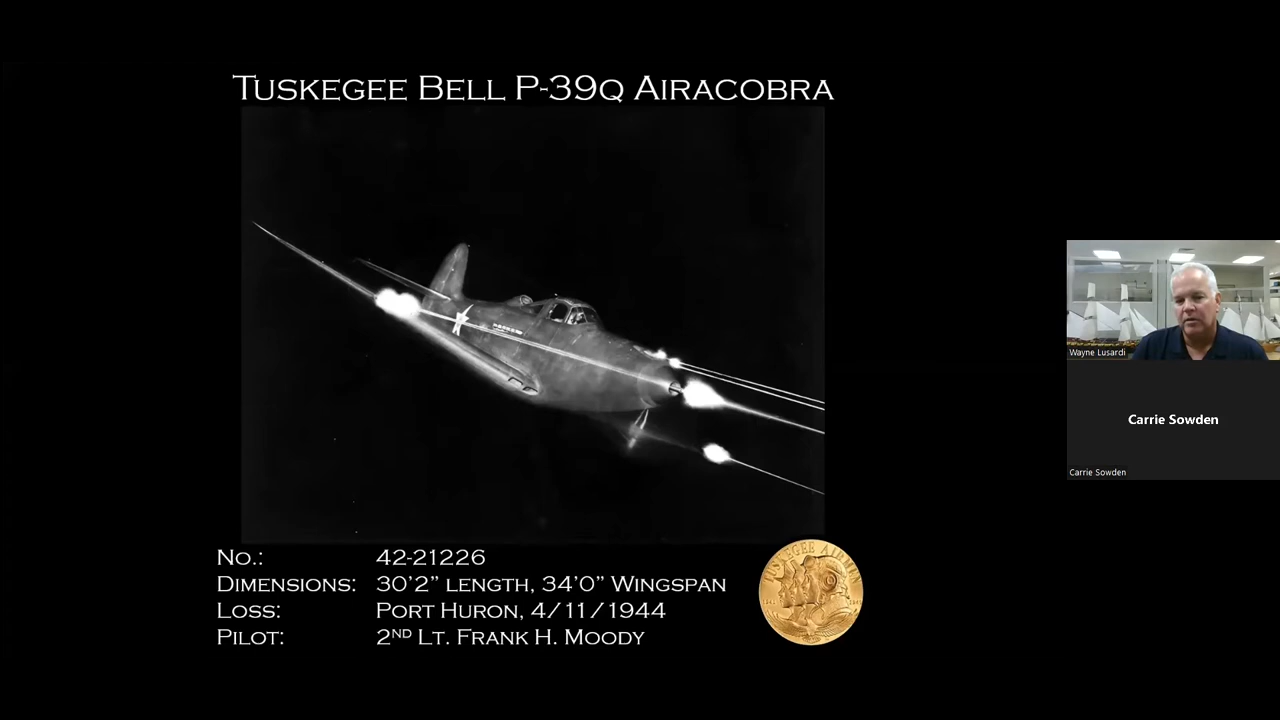 Tuskegee Bell P-39Q Airacobra
No.: 42-21226
Dimensions: 30'2" length, 34'0" Wingspan
Loss: Port Huron, 4/11/1944
Pilot: 2nd Lt. Frank H. Moody
TUSKEGEE AIRMEN
Wayne Lusardi
Carrie Sowden
Carrie Sowden